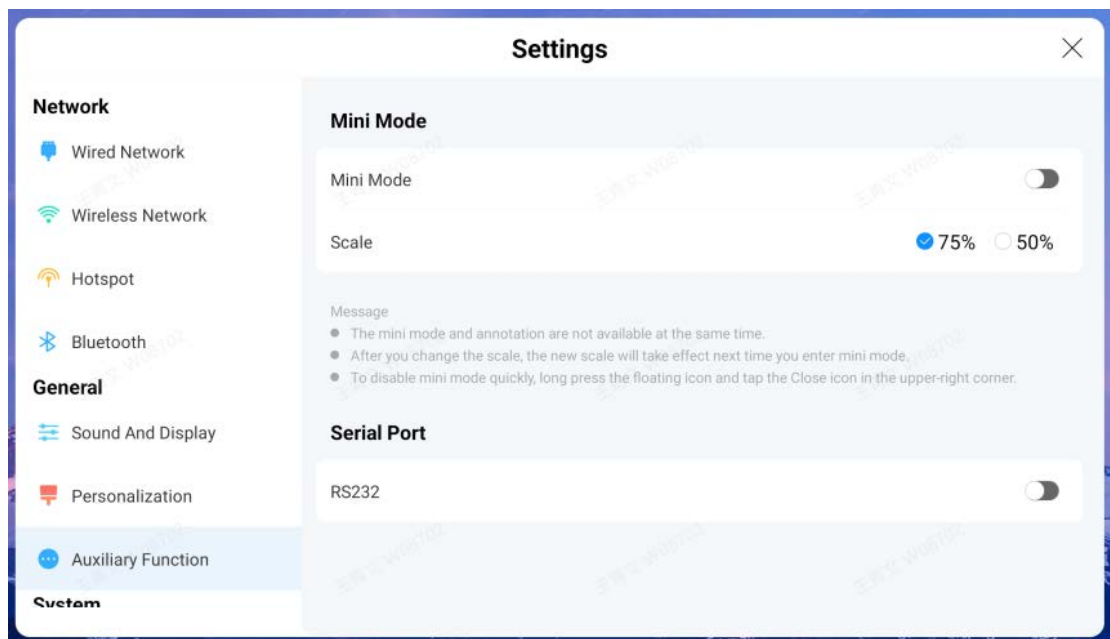 Settings
Network
Wired Network
Wireless Network
Hotspot
Bluetooth
General
Sound And Display
Personalization
Auxiliary Function
System
Mini Mode
Mini Mode
Scale
75% 50%
Message
The mini mode and annotation are not available at the same time.
After you change the scale, the new scale will take effect next time you enter mini mode.
To disable mini mode quickly, long press the floating icon and tap the Close icon in the upper-right corner.
Serial Port
RS232